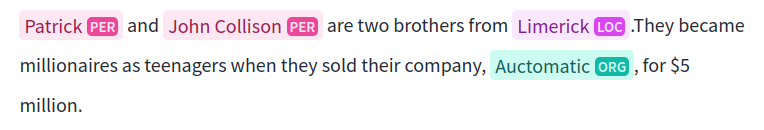 Patrick PER and John Collison PER are two brothers from Limerick LOC .They became
millionaires as teenagers when they sold their company, Auctomatic ORG , for $5
million.